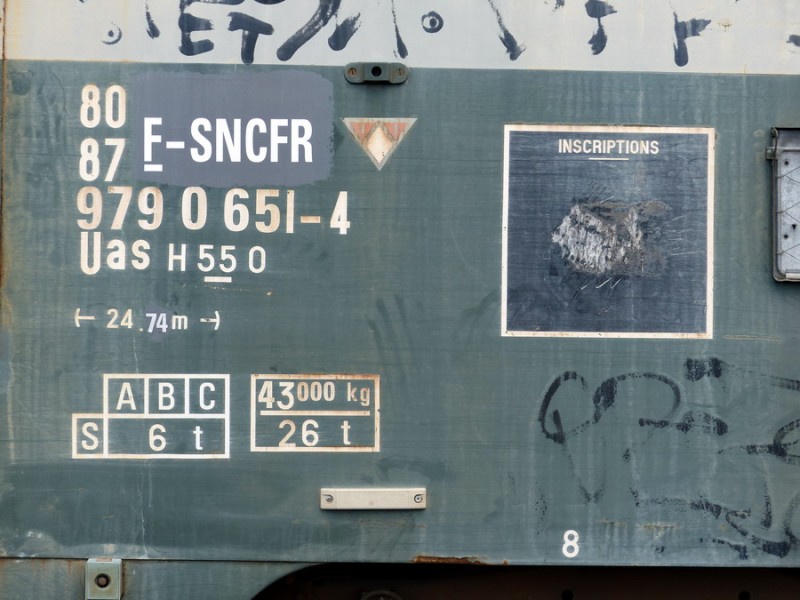 80
87 F-SNCFR
979 0 651-4
Uas H 55 0
24.74m
INSCRIPTIONS
A B C
S 6 t
43000 kg
26 t
8